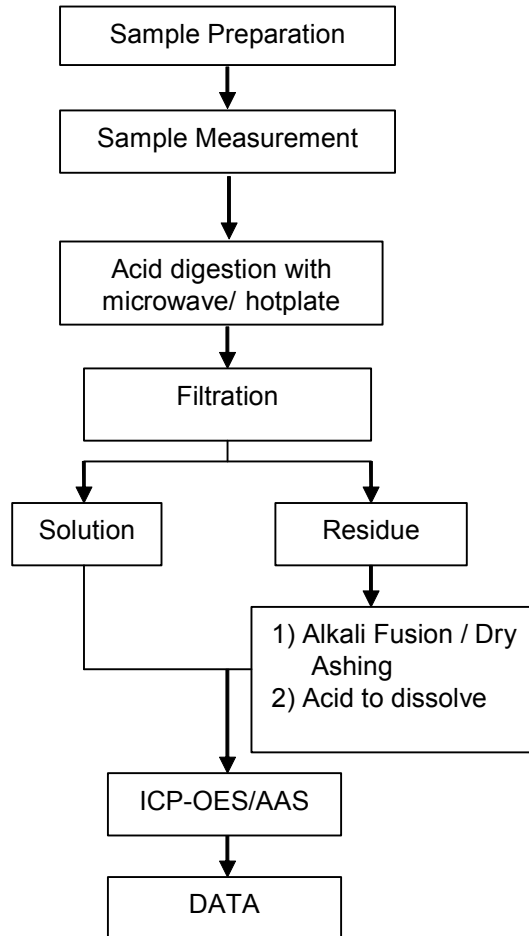 Sample Preparation
Sample Measurement
Acid digestion with
microwave/ hotplate
Filtration
Solution
Residue
1) Alkali Fusion / Dry
Ashing
2) Acid to dissolve
ICP-OES/AAS
DATA